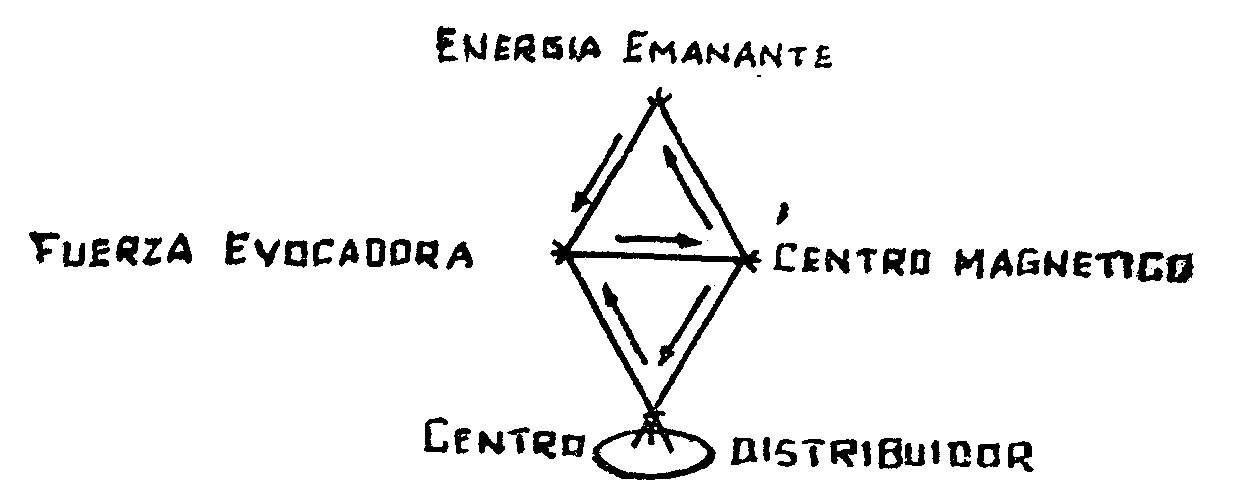 ENERGIA EMANANTE
FUERZA EVOCADORA
CENTRO MAGNETICO
CENTRO DISTRIBUIDOR